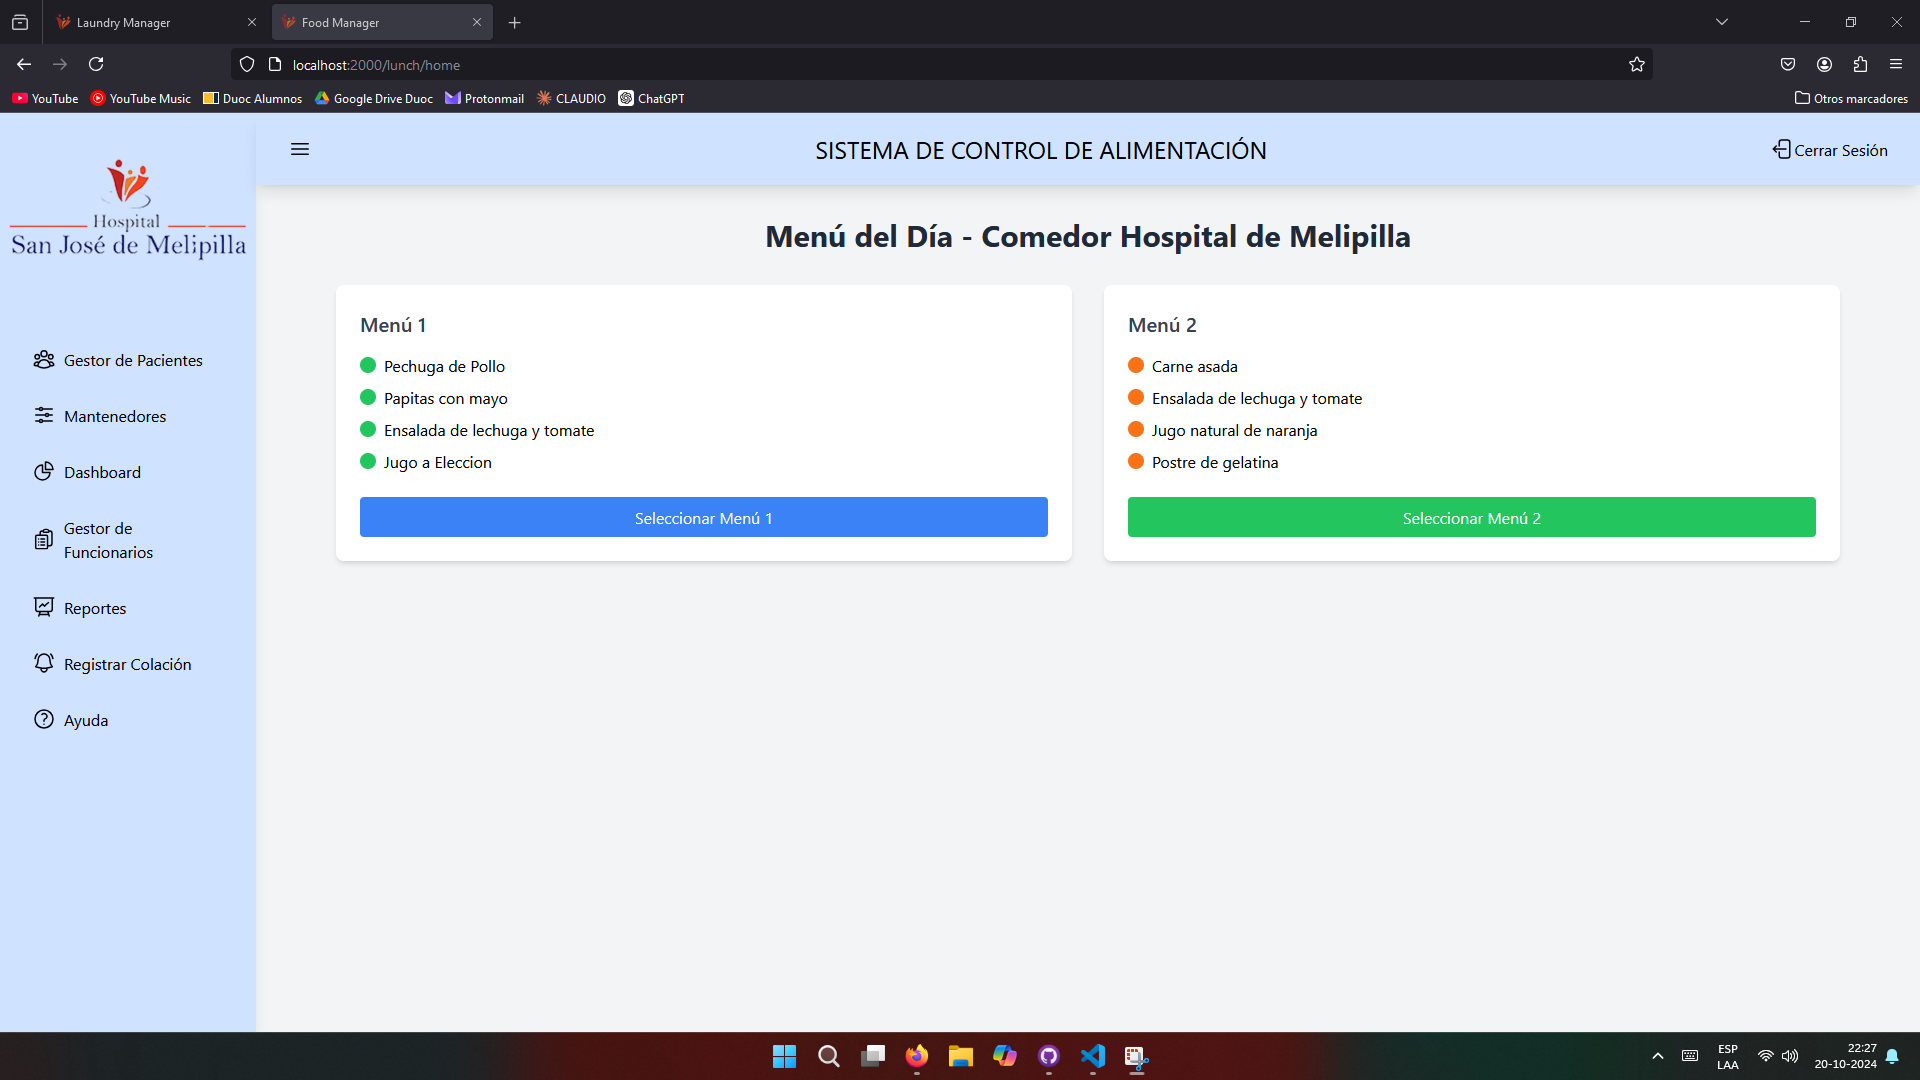 Laundry Manager
Food Manager
localhost:2000/lunch/home
YouTube
YouTube Music
Duoc Alumnos
Google Drive Duoc
Protonmail
CLAUDIO
ChatGPT
Otros marcadores
Hospital
San José de Melipilla
SISTEMA DE CONTROL DE ALIMENTACIÓN
Cerrar Sesión
Gestor de Pacientes
Mantenedores
Dashboard
Gestor de
Funcionarios
Reportes
Registrar Colación
Ayuda
Menú del Día - Comedor Hospital de Melipilla
Menú 1
Pechuga de Pollo
Papitas con mayo
Ensalada de lechuga y tomate
Jugo a Eleccion
Seleccionar Menú 1
Menú 2
Carne asada
Ensalada de lechuga y tomate
Jugo natural de naranja
Postre de gelatina
Seleccionar Menú 2
ESP
LAA
22:27
20-10-2024